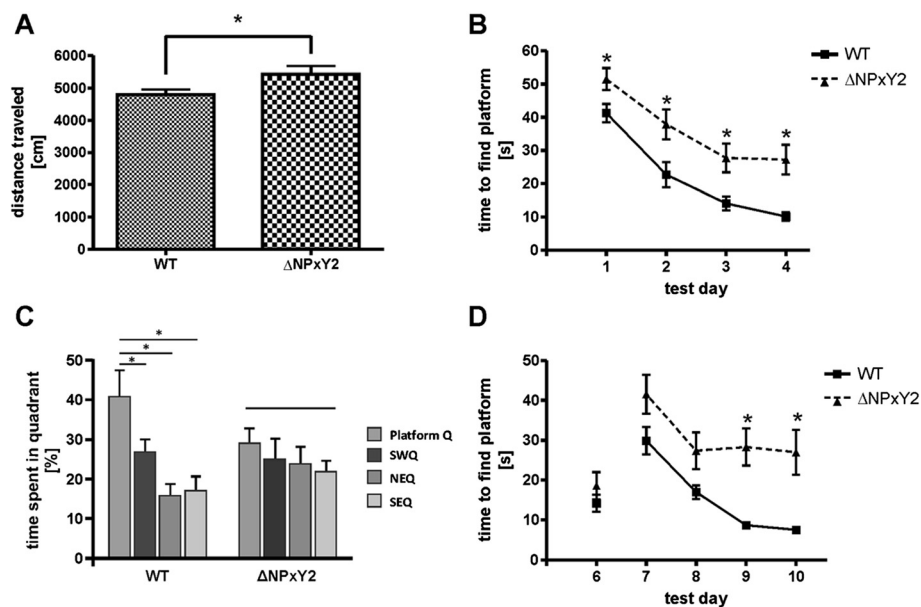 A
*
distance traveled
[cm]
6000
5000
4000
3000
2000
1000
0
WT
ΔNPxY2
B
time to find platform
[s]
60
50
40
30
20
10
0
*
*
*
*
1 2 3 4
test day
WT
ΔNPxY2
C
time spent in quadrant
[%]
50
40
30
20
10
0
*
*
*
WT
ΔNPxY2
Platform Q
SWQ
NEQ
SEQ
D
time to find platform
[s]
50
40
30
20
10
0
*
*
6 7 8 9 10
test day
WT
ΔNPxY2